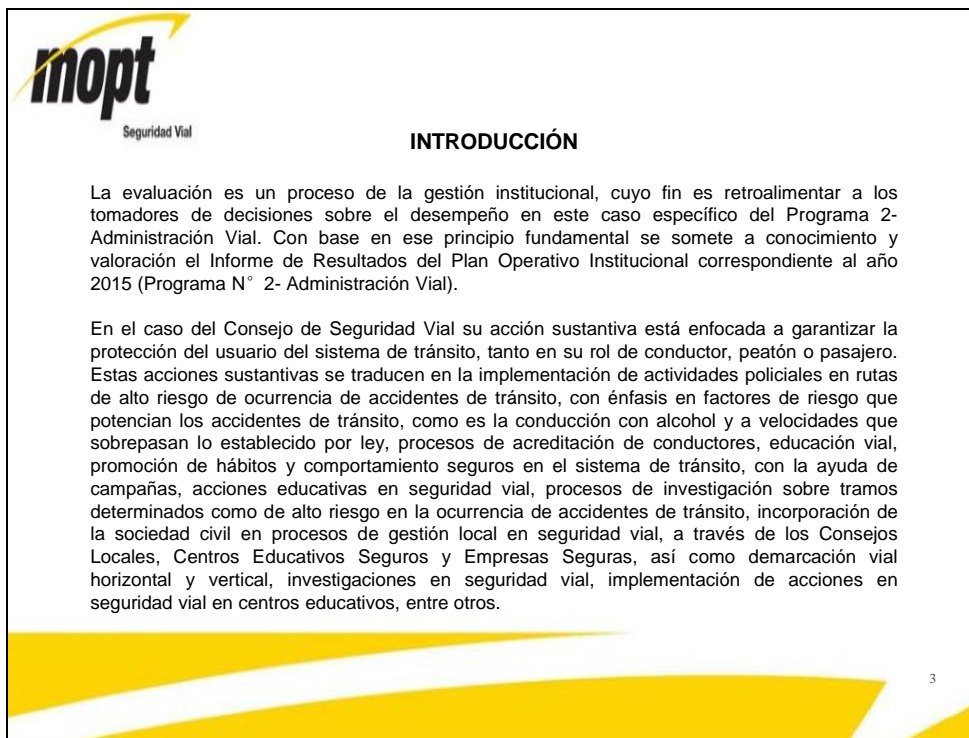 mopt
Seguridad Vial
INTRODUCCIÓN
La evaluación es un proceso de la gestión institucional, cuyo fin es retroalimentar a los
tomadores de decisiones sobre el desempeño en este caso específico del Programa 2-
Administración Vial. Con base en ese principio fundamental se somete a conocimiento y
valoración el Informe de Resultados del Plan Operativo Institucional correspondiente al año
2015 (Programa N° 2- Administración Vial).
En el caso del Consejo de Seguridad Vial su acción sustantiva está enfocada a garantizar la
protección del usuario del sistema de tránsito, tanto en su rol de conductor, peatón o pasajero.
Estas acciones sustantivas se traducen en la implementación de actividades policiales en rutas
de alto riesgo de ocurrencia de accidentes de tránsito, con énfasis en factores de riesgo que
potencian los accidentes de tránsito, como es la conducción con alcohol y a velocidades que
sobrepasan lo establecido por ley, procesos de acreditación de conductores, educación vial,
promoción de hábitos y comportamiento seguros en el sistema de tránsito, con la ayuda de
campañas, acciones educativas en seguridad vial, procesos de investigación sobre tramos
determinados como de alto riesgo en la ocurrencia de accidentes de tránsito, incorporación de
la sociedad civil en procesos de gestión local en seguridad vial, a través de los Consejos
Locales, Centros Educativos Seguros y Empresas Seguras, así como demarcación vial
horizontal y vertical, investigaciones en seguridad vial, implementación de acciones en
seguridad vial en centros educativos, entre otros.
3